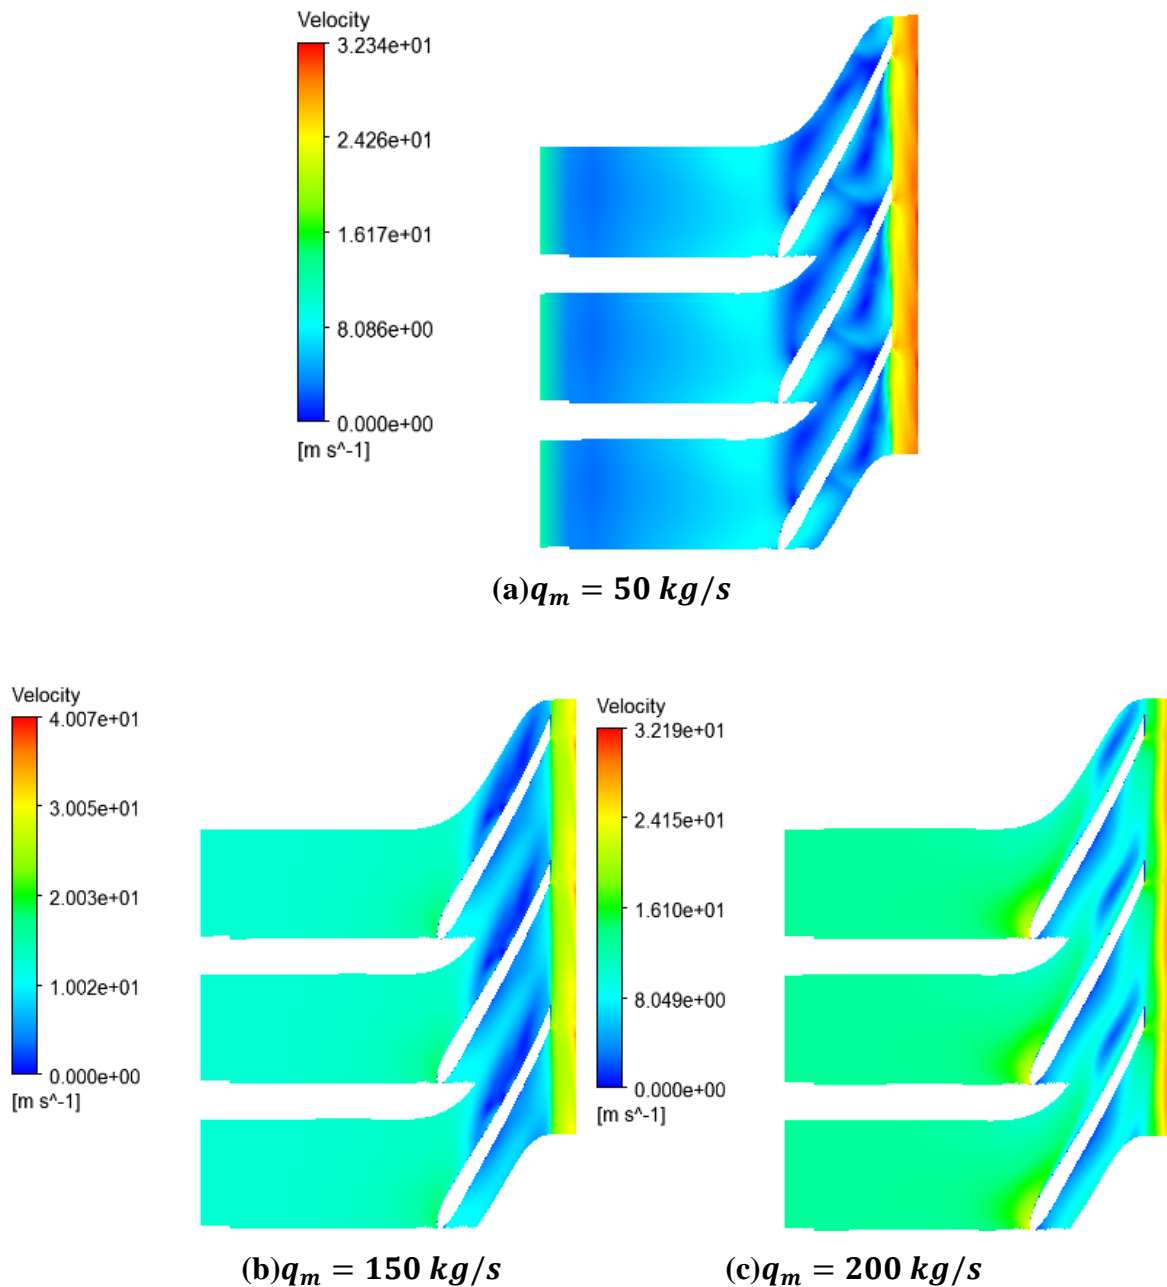 Velocity
3.234e+01
2.426e+01
1.617e+01
8.086e+00
0.000e+00
[m s^-1]
(a)q_m = 50 kg/s
Velocity
4.007e+01
3.005e+01
2.003e+01
1.002e+01
0.000e+00
[m s^-1]
(b)q_m = 150 kg/s
Velocity
3.219e+01
2.415e+01
1.610e+01
8.049e+00
0.000e+00
[m s^-1]
(c)q_m = 200 kg/s